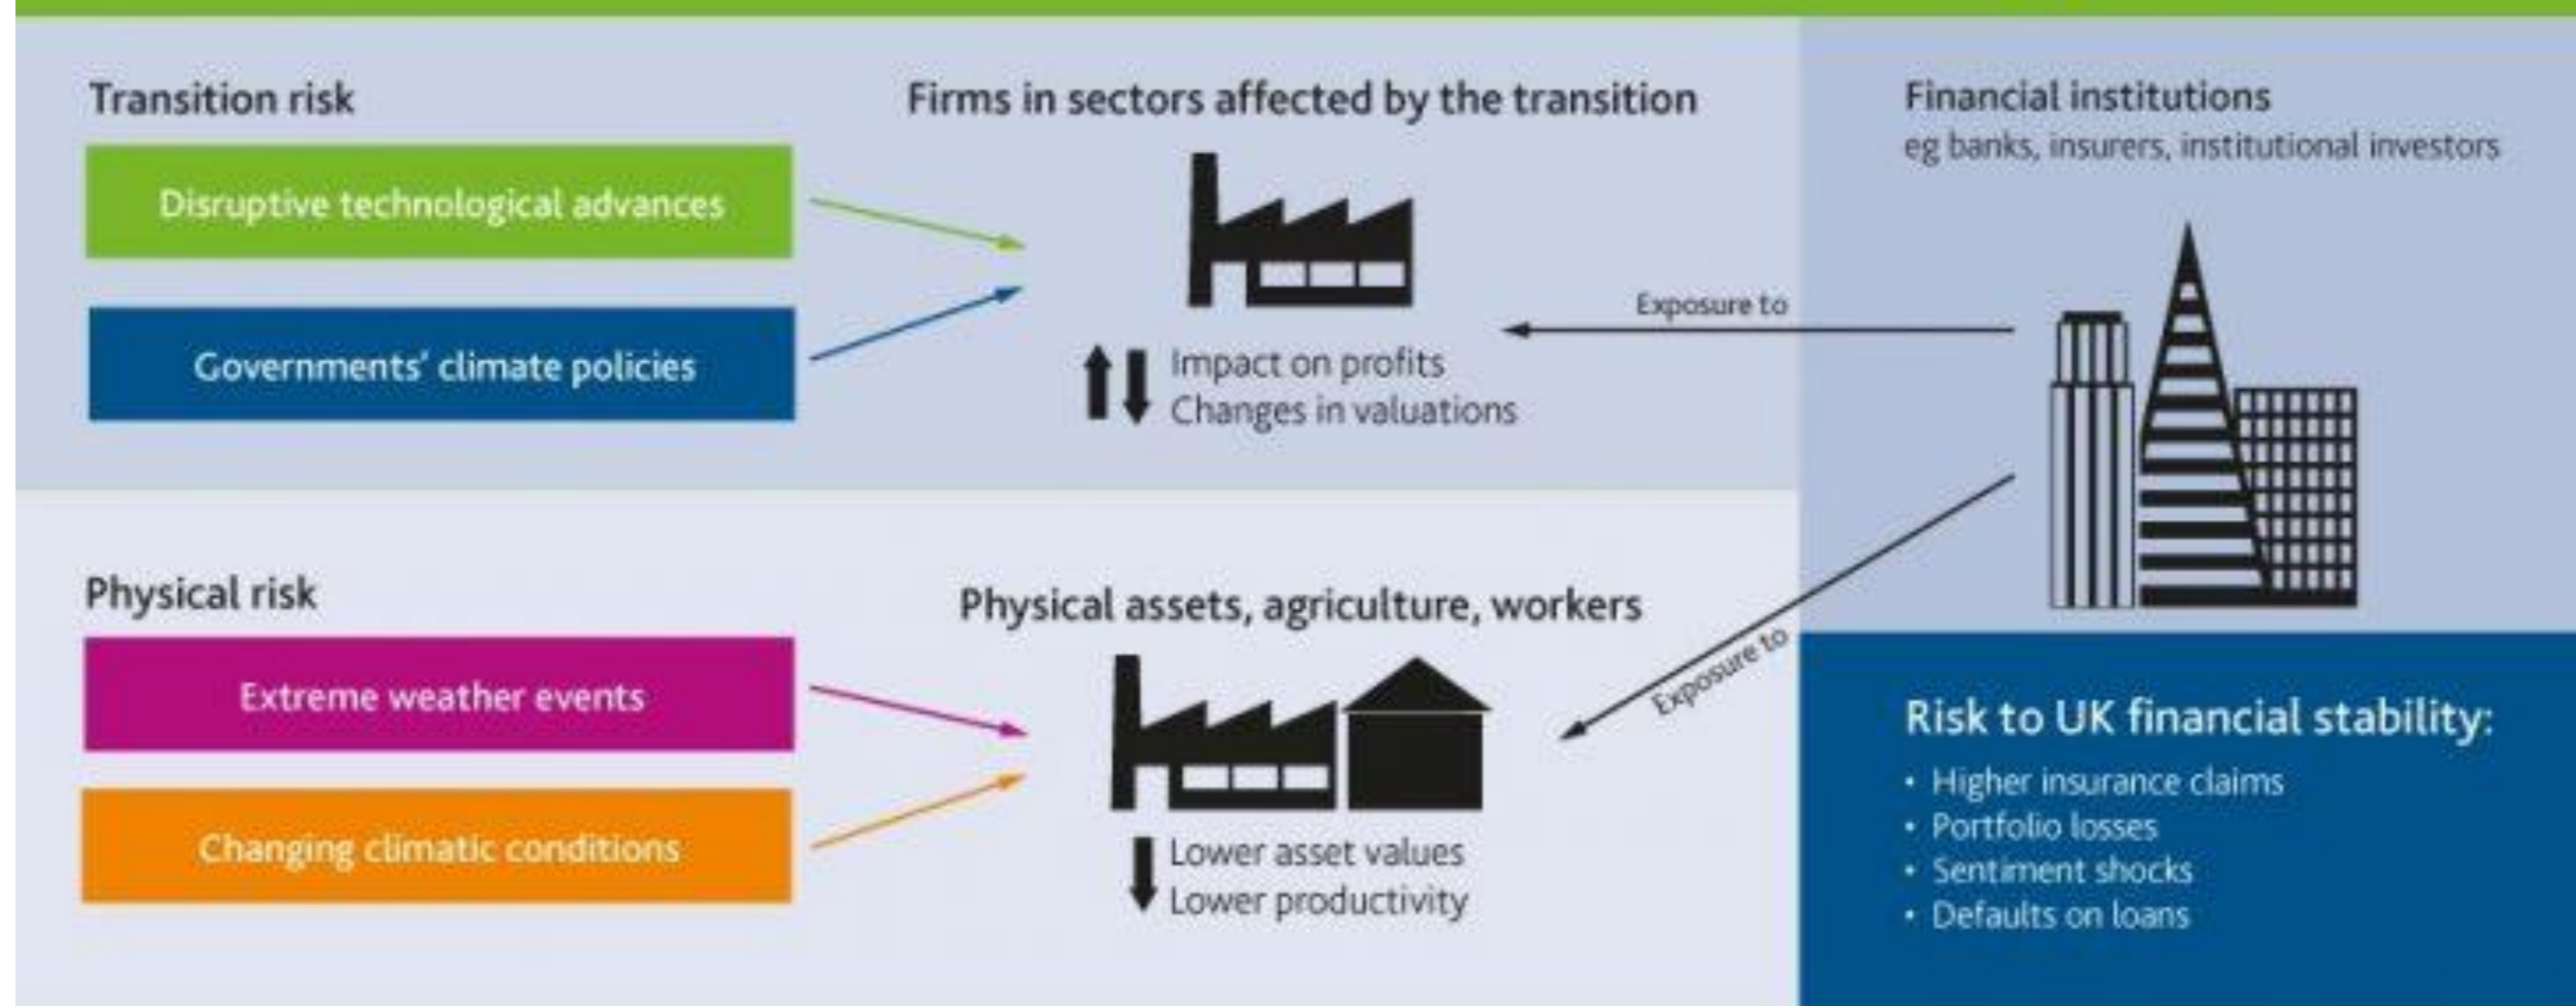 Transition risk
Disruptive technological advances
Governments' climate policies
Firms in sectors affected by the transition
Impact on profits
Changes in valuations
Exposure to
Financial institutions
eg banks, insurers, institutional investors
Physical risk
Extreme weather events
Changing climatic conditions
Physical assets, agriculture, workers
Lower asset values
Lower productivity
Exposure to
Risk to UK financial stability:
• Higher insurance claims
• Portfolio losses
• Sentiment shocks
• Defaults on loans